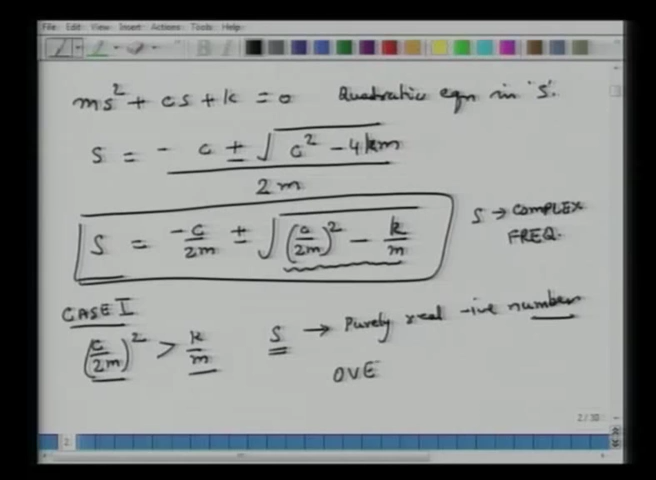 File Edit View Insert Actions Tools Help
ms² + cs + k = 0 Quadratic eqn in 's'.
s = - c ± √(c² - 4km) / 2m
s = -c/2m ± √((c/2m)² - k/m) s → COMPLEX FREQ.
CASE I
(c/2m)² > k/m s → Purely real -ive number
OVE
2/30
2